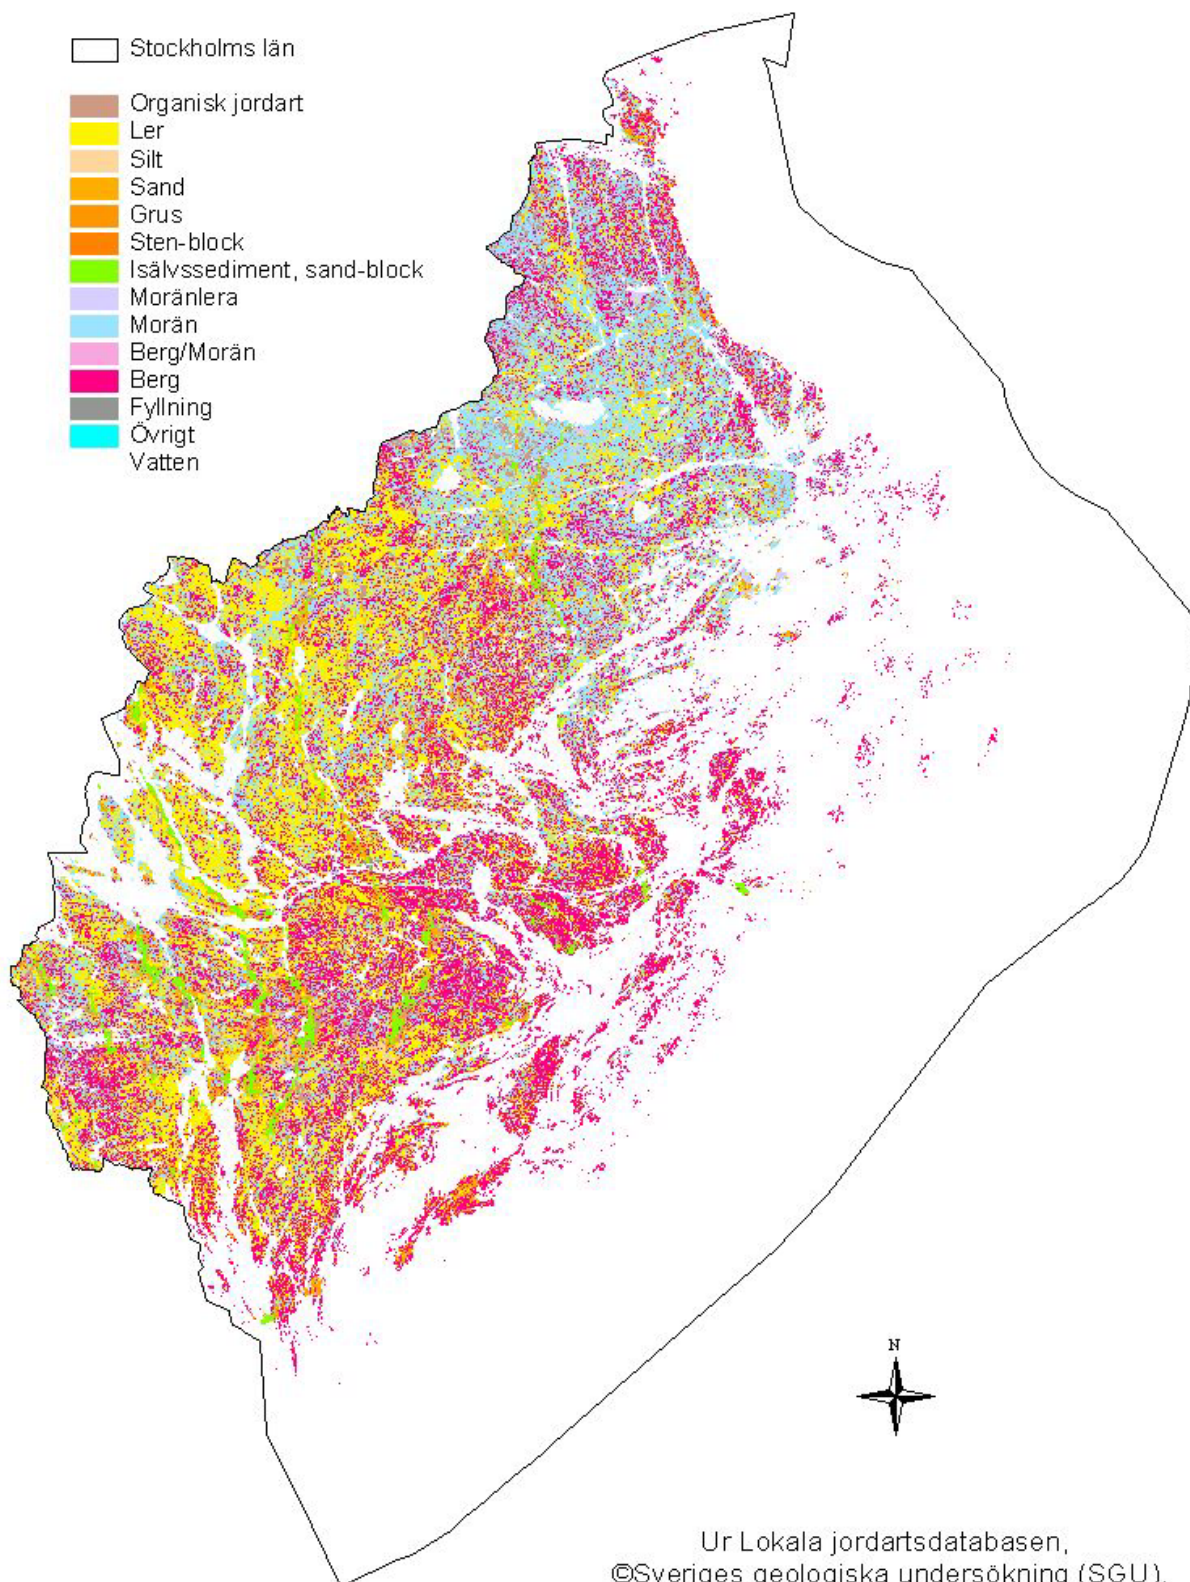 Stockholms län
Organisk jordart
Ler
Silt
Sand
Grus
Sten-block
Isälvssediment, sand-block
Moränlera
Morän
Berg/Morän
Berg
Fyllning
Övrigt
Vatten
N
Ur Lokala jordartsdatabasen,
©Sveriges geologiska undersökning (SGU).